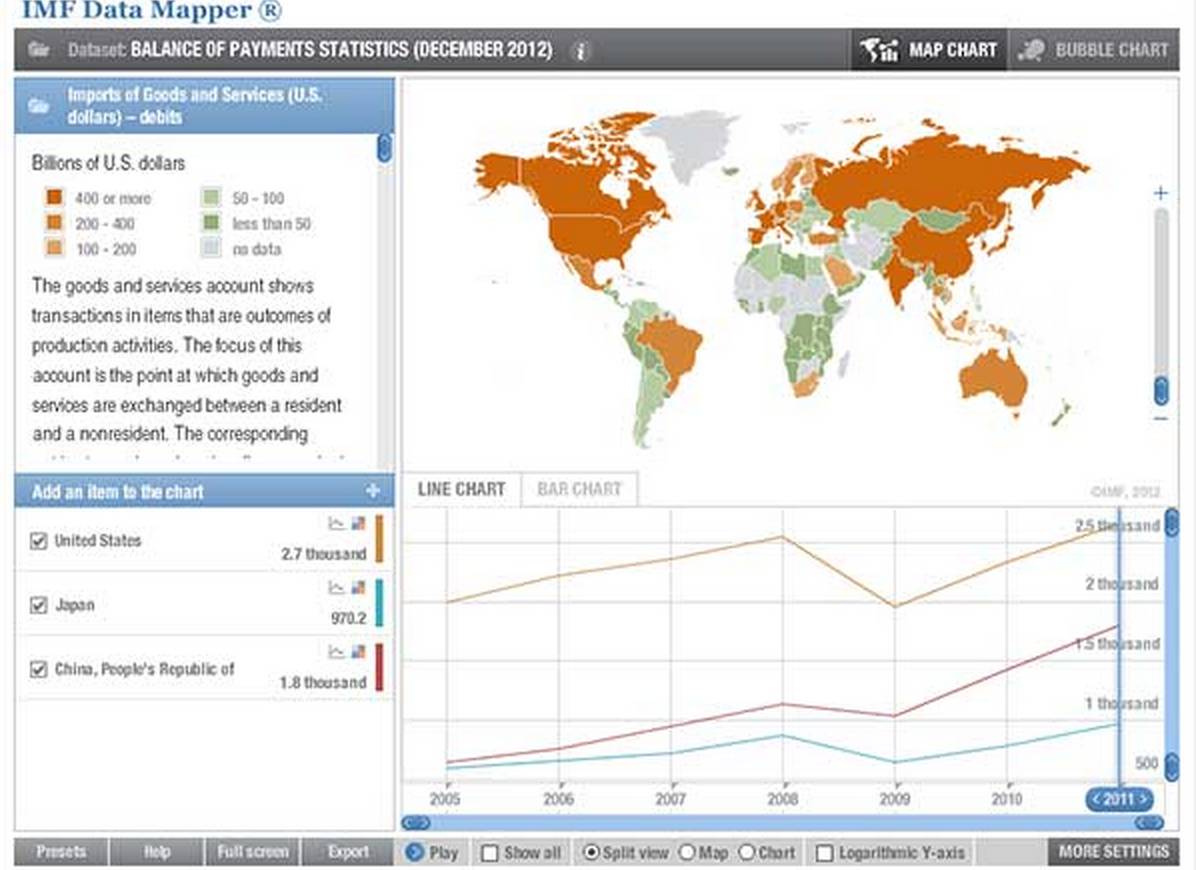 IMF Data Mapper ®
Dataset: BALANCE OF PAYMENTS STATISTICS (DECEMBER 2012) i
MAP CHART
BUBBLE CHART
Imports of Goods and Services (U.S.
dollars) – debits
Billions of U.S. dollars
400 or more
50 - 100
200 - 400
less than 50
100 - 200
no data
The goods and services account shows
transactions in items that are outcomes of
production activities. The focus of this
account is the point at which goods and
services are exchanged between a resident
and a nonresident. The corresponding
+
−
Add an item to the chart +
LINE CHART
BAR CHART
©IMF, 2012
United States
2.7 thousand
Japan
970.2
China, People's Republic of
1.8 thousand
2.5 thousand
2 thousand
1.5 thousand
1 thousand
500
2005
2006
2007
2008
2009
2010
< 2011 >
Presets
Help
Full screen
Export
Play
Show all
Split view
Map
Chart
Logarithmic Y-axis
MORE SETTINGS